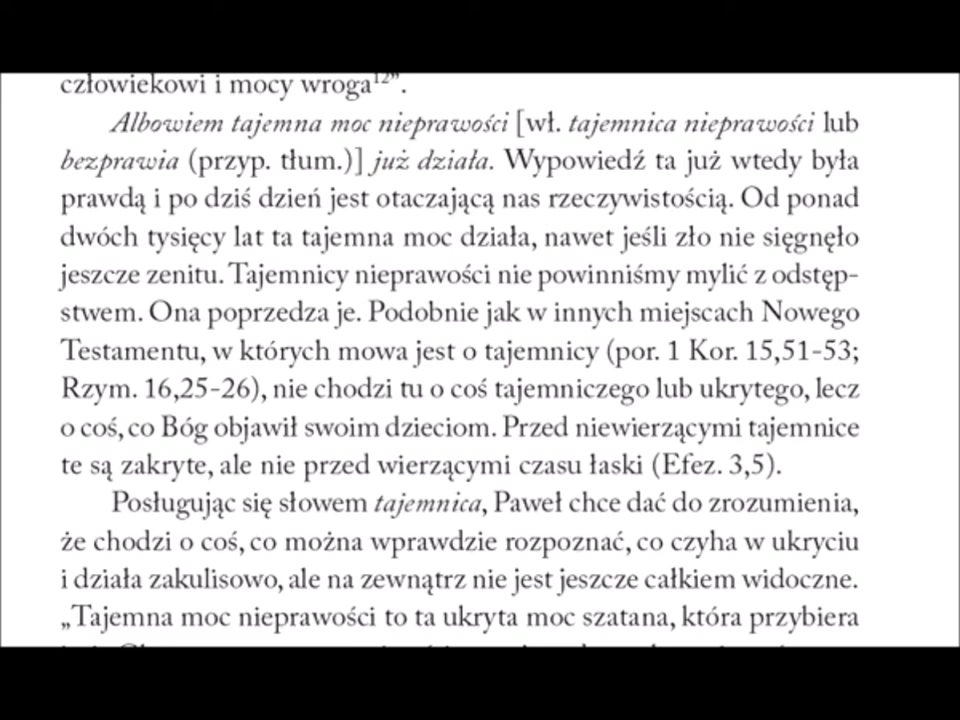 człowiekowi i mocy wroga¹²”.
Albowiem tajemna moc nieprawości [wł. tajemnica nieprawości lub
bezprawia (przyp. tłum.)] już działa. Wypowiedź ta już wtedy była
prawdą i po dziś dzień jest otaczającą nas rzeczywistością. Od ponad
dwóch tysięcy lat ta tajemna moc działa, nawet jeśli zło nie sięgnęło
jeszcze zenitu. Tajemnicy nieprawości nie powinniśmy mylić z odstęp-
stwem. Ona poprzedza je. Podobnie jak w innych miejscach Nowego
Testamentu, w których mowa jest o tajemnicy (por. 1 Kor. 15,51-53;
Rzym. 16,25-26), nie chodzi tu o coś tajemniczego lub ukrytego, lecz
o coś, co Bóg objawił swoim dzieciom. Przed niewierzącymi tajemnice
te są zakryte, ale nie przed wierzącymi czasu łaski (Efez. 3,5).
Posługując się słowem tajemnica, Paweł chce dać do zrozumienia,
że chodzi o coś, co można wprawdzie rozpoznać, co czyha w ukryciu
i działa zakulisowo, ale na zewnątrz nie jest jeszcze całkiem widoczne.
„Tajemna moc nieprawości to ta ukryta moc szatana, która przybiera